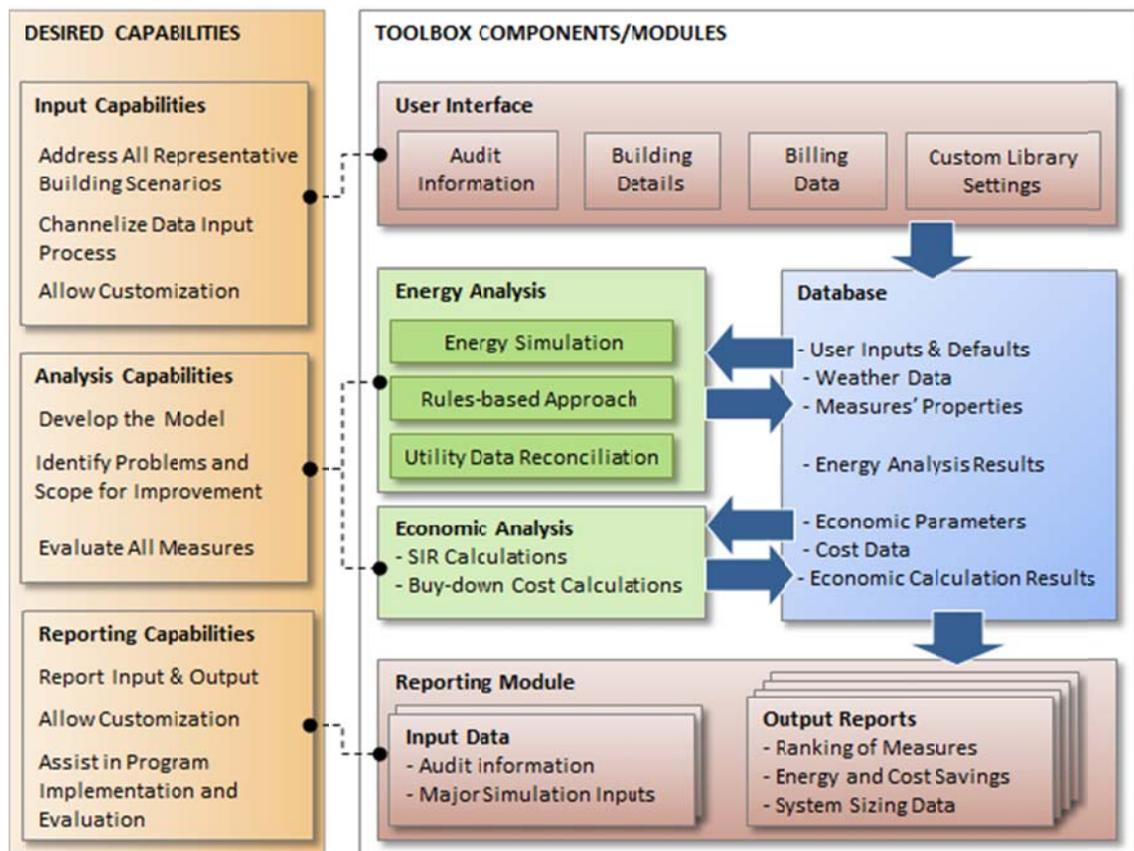 DESIRED CAPABILITIES
Input Capabilities
Address All Representative
Building Scenarios
Channelize Data Input
Process
Allow Customization
Analysis Capabilities
Develop the Model
Identify Problems and
Scope for Improvement
Evaluate All Measures
Reporting Capabilities
Report Input & Output
Allow Customization
Assist in Program
Implementation and
Evaluation
TOOLBOX COMPONENTS/MODULES
User Interface
Audit
Information
Building
Details
Billing
Data
Custom Library
Settings
Energy Analysis
Energy Simulation
Rules-based Approach
Utility Data Reconciliation
Economic Analysis
- SIR Calculations
- Buy-down Cost Calculations
Database
- User Inputs & Defaults
- Weather Data
- Measures' Properties
- Energy Analysis Results
- Economic Parameters
- Cost Data
- Economic Calculation Results
Reporting Module
Input Data
- Audit information
- Major Simulation Inputs
Output Reports
- Ranking of Measures
- Energy and Cost Savings
- System Sizing Data